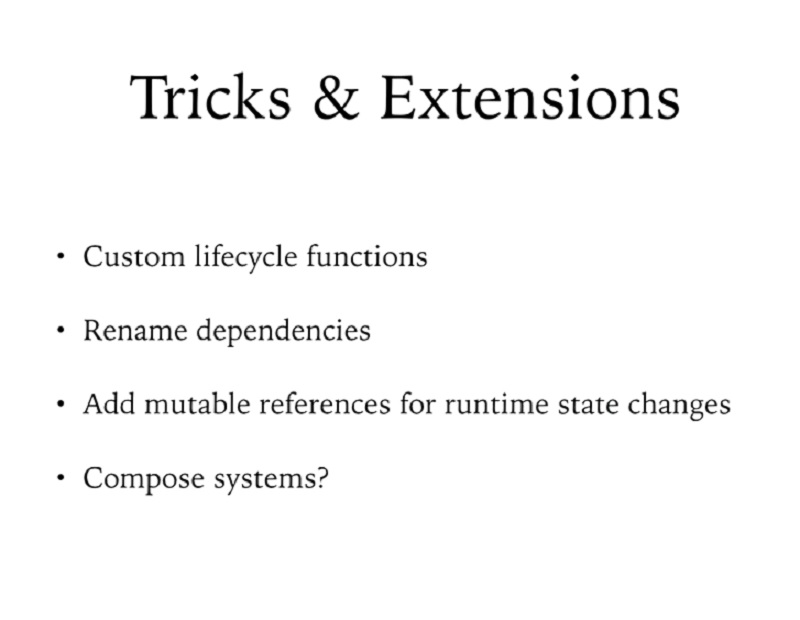 Tricks & Extensions
• Custom lifecycle functions
• Rename dependencies
• Add mutable references for runtime state changes
• Compose systems?